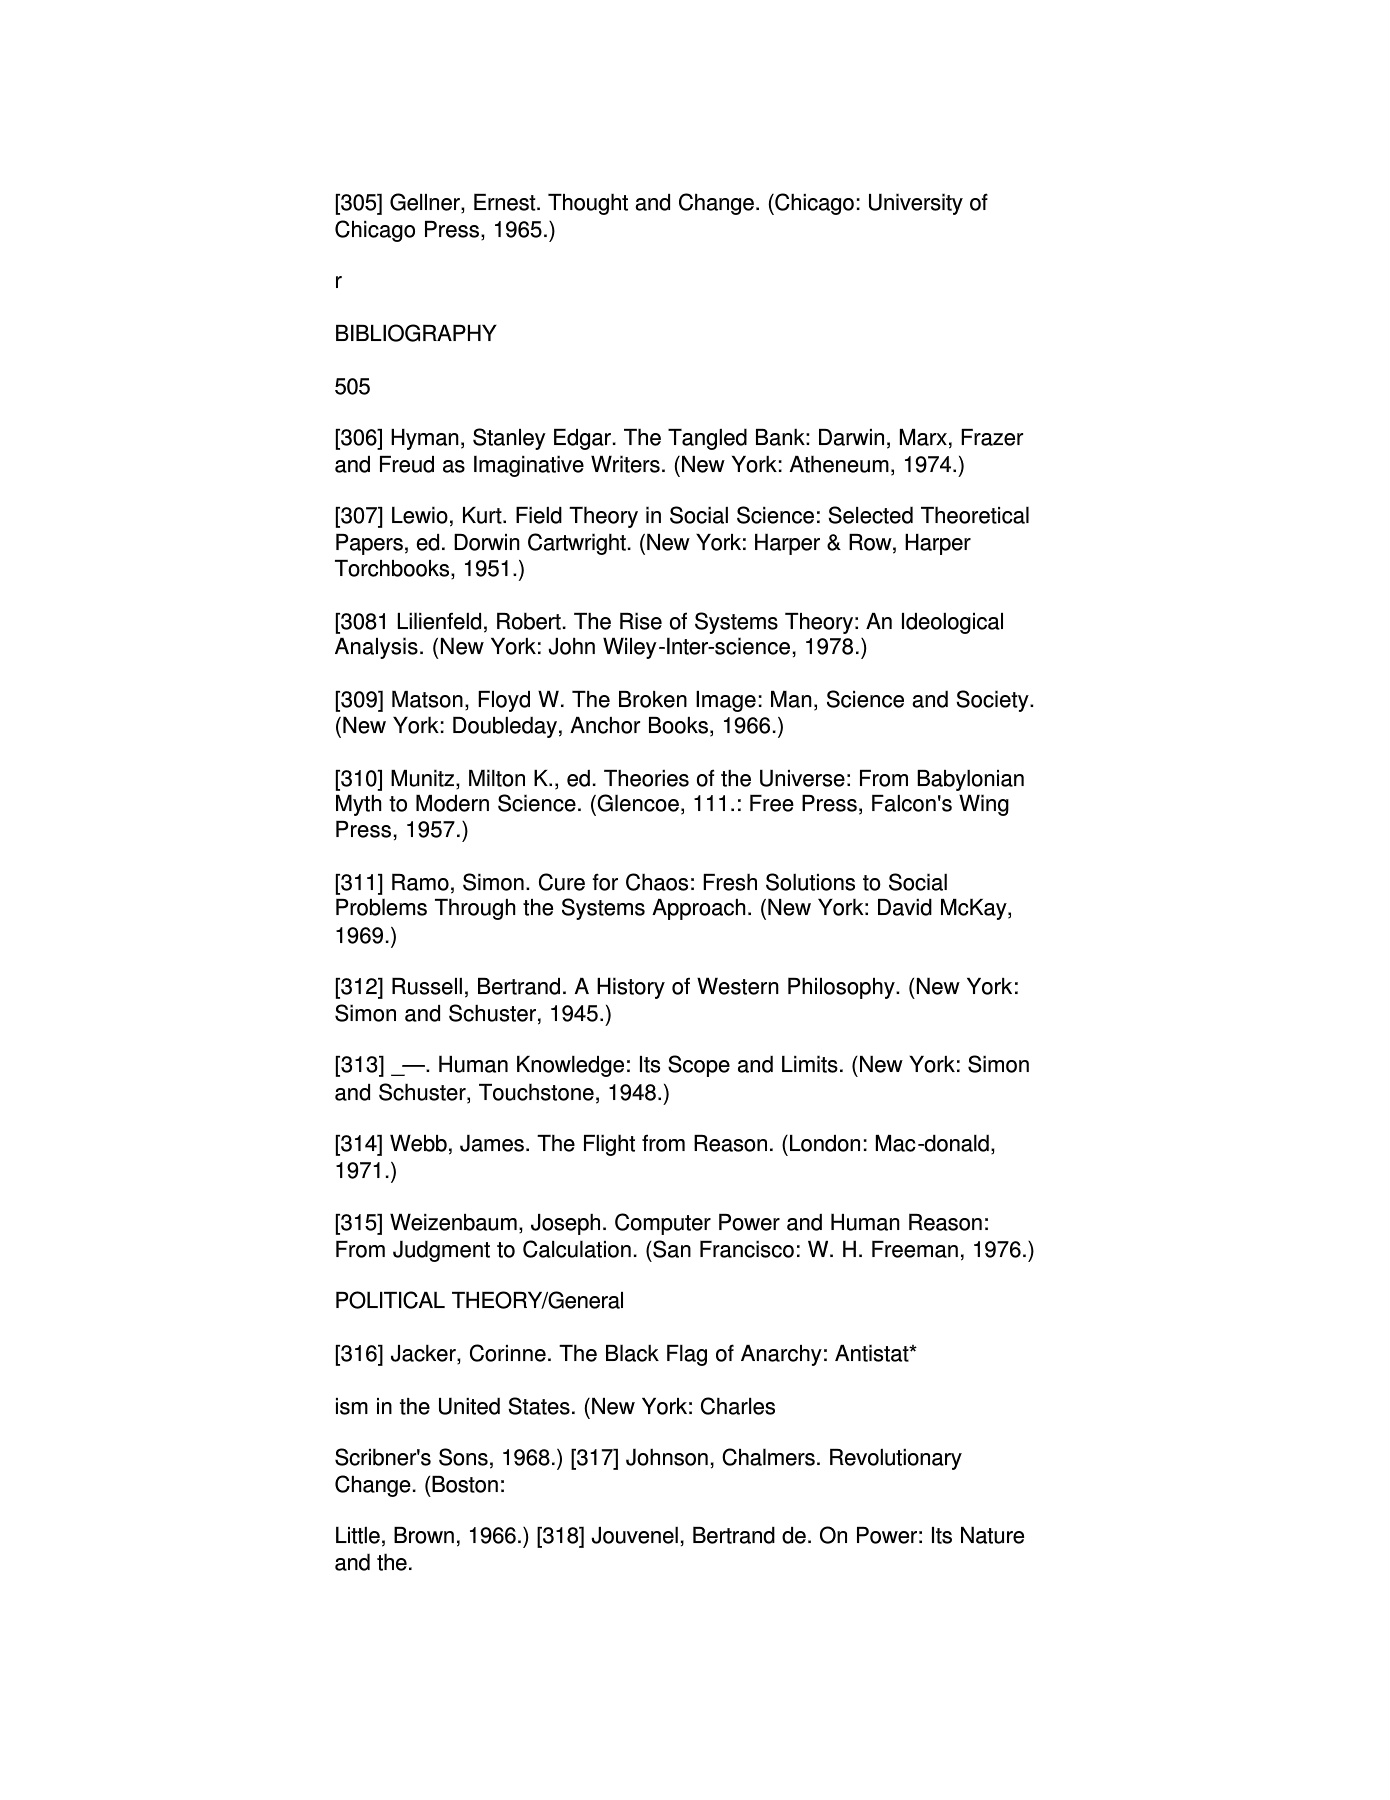 [305] Gellner, Ernest. Thought and Change. (Chicago: University of
Chicago Press, 1965.)
r
BIBLIOGRAPHY
505
[306] Hyman, Stanley Edgar. The Tangled Bank: Darwin, Marx, Frazer
and Freud as Imaginative Writers. (New York: Atheneum, 1974.)
[307] Lewio, Kurt. Field Theory in Social Science: Selected Theoretical
Papers, ed. Dorwin Cartwright. (New York: Harper & Row, Harper
Torchbooks, 1951.)
[3081 Lilienfeld, Robert. The Rise of Systems Theory: An Ideological
Analysis. (New York: John Wiley-Inter-science, 1978.)
[309] Matson, Floyd W. The Broken Image: Man, Science and Society.
(New York: Doubleday, Anchor Books, 1966.)
[310] Munitz, Milton K., ed. Theories of the Universe: From Babylonian
Myth to Modern Science. (Glencoe, 111.: Free Press, Falcon's Wing
Press, 1957.)
[311] Ramo, Simon. Cure for Chaos: Fresh Solutions to Social
Problems Through the Systems Approach. (New York: David McKay,
1969.)
[312] Russell, Bertrand. A History of Western Philosophy. (New York:
Simon and Schuster, 1945.)
[313] _—. Human Knowledge: Its Scope and Limits. (New York: Simon
and Schuster, Touchstone, 1948.)
[314] Webb, James. The Flight from Reason. (London: Mac-donald,
1971.)
[315] Weizenbaum, Joseph. Computer Power and Human Reason:
From Judgment to Calculation. (San Francisco: W. H. Freeman, 1976.)
POLITICAL THEORY/General
[316] Jacker, Corinne. The Black Flag of Anarchy: Antistat*
ism in the United States. (New York: Charles
Scribner's Sons, 1968.) [317] Johnson, Chalmers. Revolutionary
Change. (Boston:
Little, Brown, 1966.) [318] Jouvenel, Bertrand de. On Power: Its Nature
and the.